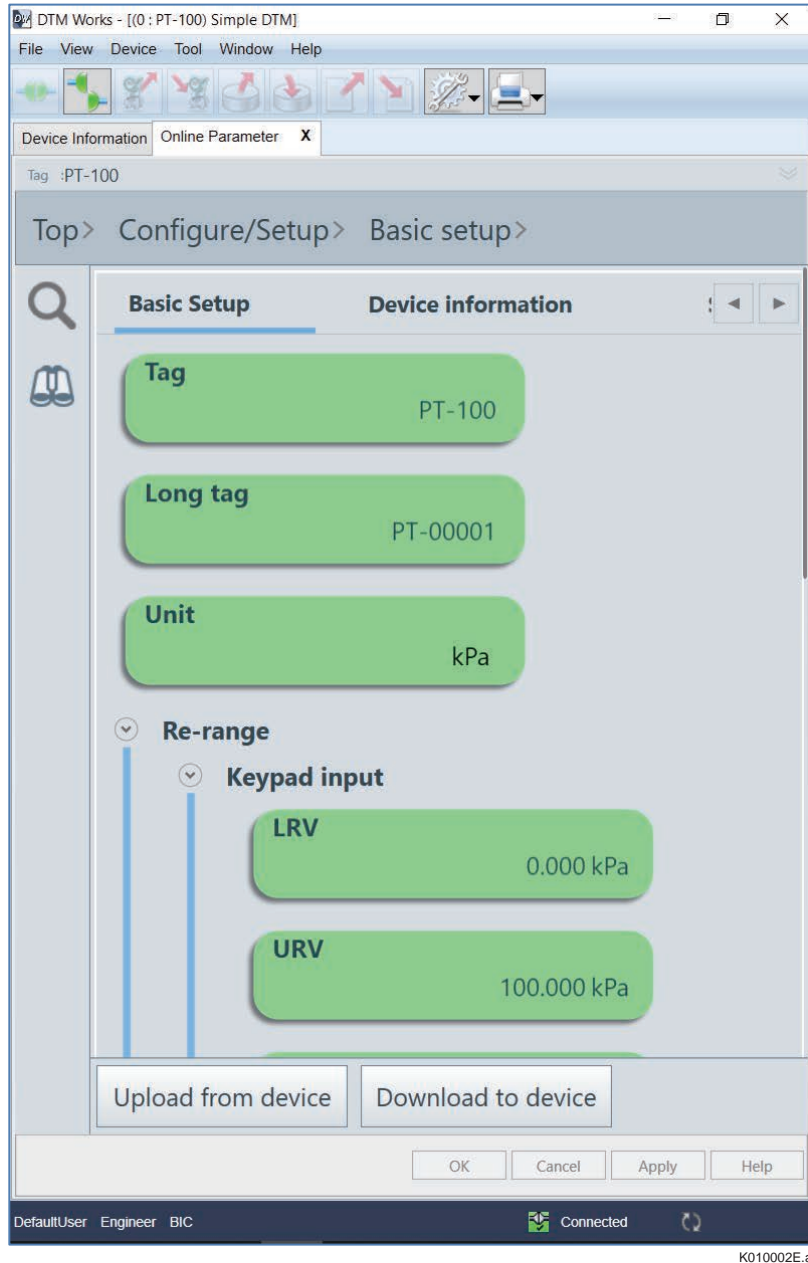 DTM Works - [(0 : PT-100) Simple DTM]
File View Device Tool Window Help
Device Information Online Parameter X
Tag :PT-100
Top> Configure/Setup> Basic setup>
Basic Setup Device information
Tag
PT-100
Long tag
PT-00001
Unit
kPa
Re-range
Keypad input
LRV
0.000 kPa
URV
100.000 kPa
Upload from device Download to device
OK Cancel Apply Help
DefaultUser Engineer BIC Connected
K010002E.a